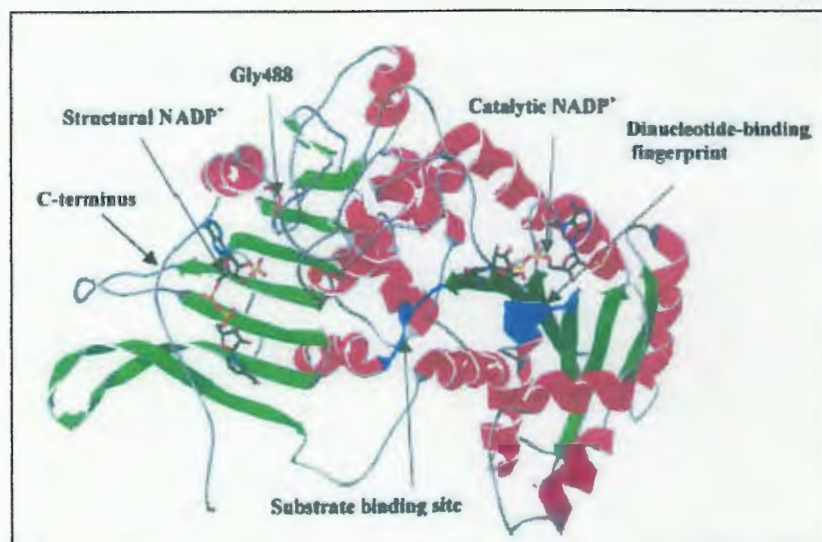 Gly488
Structural NADP⁺
Catalytic NADP⁺
Dinucleotide-binding
fingerprint
C-terminus
Substrate binding site